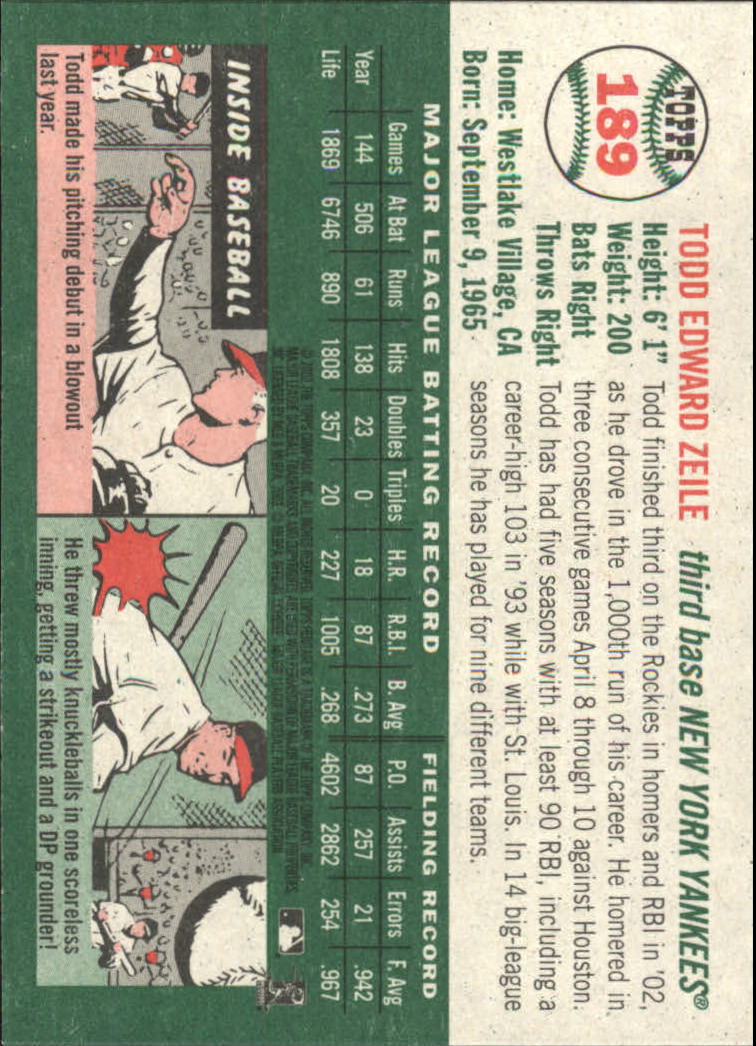 TOPPS
189
TODD EDWARD ZEILE third base NEW YORK YANKEES®
Height: 6' 1"
Weight: 200
Bats Right
Throws Right
Home: Westlake Village, CA
Born: September 9, 1965
Todd finished third on the Rockies in homers and RBI in '02,
as he drove in the 1,000th run of his career. He homered in
three consecutive games April 8 through 10 against Houston.
Todd has had five seasons with at least 90 RBI, including a
career-high 103 in '93 while with St. Louis. In 14 big-league
seasons he has played for nine different teams.
MAJOR LEAGUE BATTING RECORD FIELDING RECORD
Games At Bat Runs Hits Doubles Triples H.R. R.B.I. B. Avg P.O. Assists Errors F. Avg
Year 144 506 61 138 23 0 18 87 .273 87 257 21 .942
Life 1869 6746 890 1808 357 20 227 1005 .268 4602 2862 254 .967
INSIDE BASEBALL
Todd made his pitching debut in a blowout
last year.
He threw mostly knuckleballs in one scoreless
inning, getting a strikeout and a DP grounder!